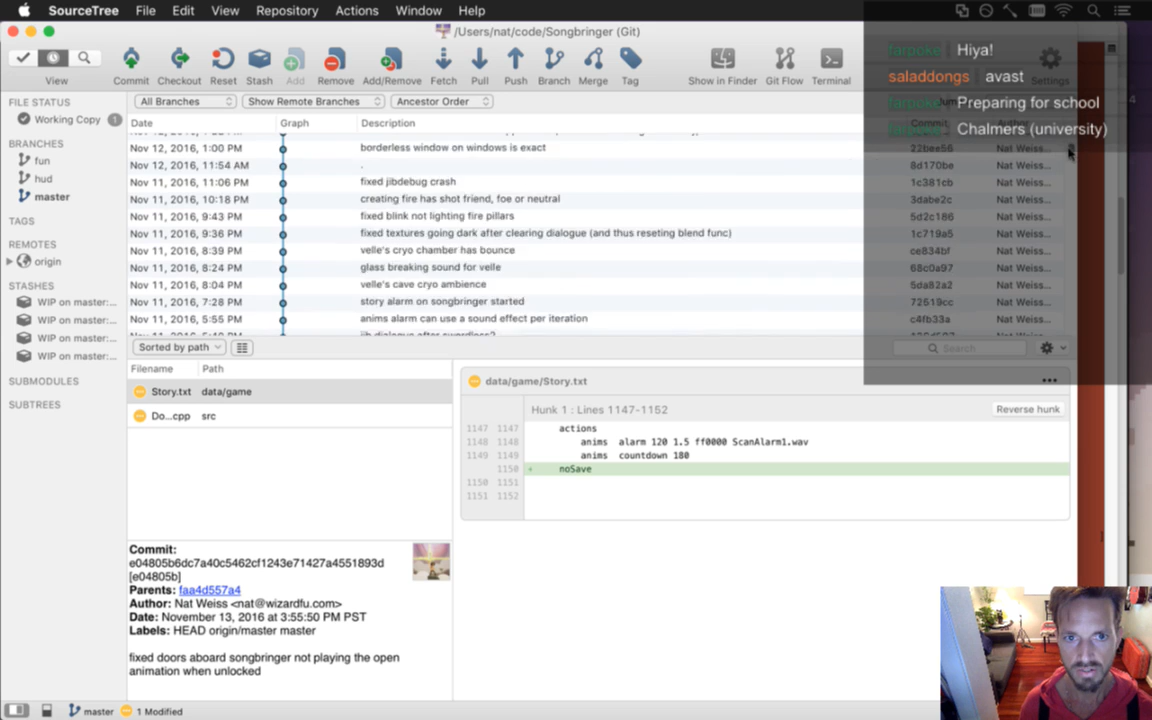 SourceTree File Edit View Repository Actions Window Help
/Users/nat/code/Songbringer (Git)
farpoke Hiya!
saladdongs avast
farpoke Preparing for school
farpoke Chalmers (university)
View Commit Checkout Reset Stash Add Remove Add/Remove Fetch Pull Push Branch Merge Tag Show in Finder Git Flow Terminal Settings
All Branches Show Remote Branches Ancestor Order
FILE STATUS
Working Copy 1
BRANCHES
fun
hud
master
TAGS
REMOTES
origin
STASHES
WIP on master:...
WIP on master:...
WIP on master:...
WIP on master:...
SUBMODULES
SUBTREES
Date Graph Description Commit Author
Nov 12, 2016, 1:00 PM borderless window on windows is exact 22bee56 Nat Weiss...
Nov 12, 2016, 11:54 AM . 8d170be Nat Weiss...
Nov 11, 2016, 11:06 PM fixed jibdebug crash 1c381cb Nat Weiss...
Nov 11, 2016, 10:18 PM creating fire has shot friend, foe or neutral 3dabe2c Nat Weiss...
Nov 11, 2016, 9:43 PM fixed blink not lighting fire pillars 5d2c186 Nat Weiss...
Nov 11, 2016, 9:36 PM fixed textures going dark after clearing dialogue (and thus reseting blend func) 1c719a5 Nat Weiss...
Nov 11, 2016, 8:39 PM velle's cryo chamber has bounce ce834bf Nat Weiss...
Nov 11, 2016, 8:24 PM glass breaking sound for velle 68c0a97 Nat Weiss...
Nov 11, 2016, 8:04 PM velle's cave cryo ambience 5da82a2 Nat Weiss...
Nov 11, 2016, 7:28 PM story alarm on songbringer started 72519cc Nat Weiss...
Nov 11, 2016, 5:55 PM anims alarm can use a sound effect per iteration c4fb33a Nat Weiss...
Sorted by path Search
Filename Path
Story.txt data/game
Do...cpp src
data/game/Story.txt
Hunk 1 : Lines 1147-1152 Reverse hunk
1147 1147 actions
1148 1148 anims alarm 120 1.5 ff0000 ScanAlarm1.wav
1149 1149 anims countdown 180
1150 + noSave
1150 1151
1151 1152
Commit:
e04805b6dc7a40c5462cf1243e71427a4551893d
[e04805b]
Parents: faa4d557a4
Author: Nat Weiss <nat@wizardfu.com>
Date: November 13, 2016 at 3:55:50 PM PST
Labels: HEAD origin/master master
fixed doors aboard songbringer not playing the open
animation when unlocked
master 1 Modified